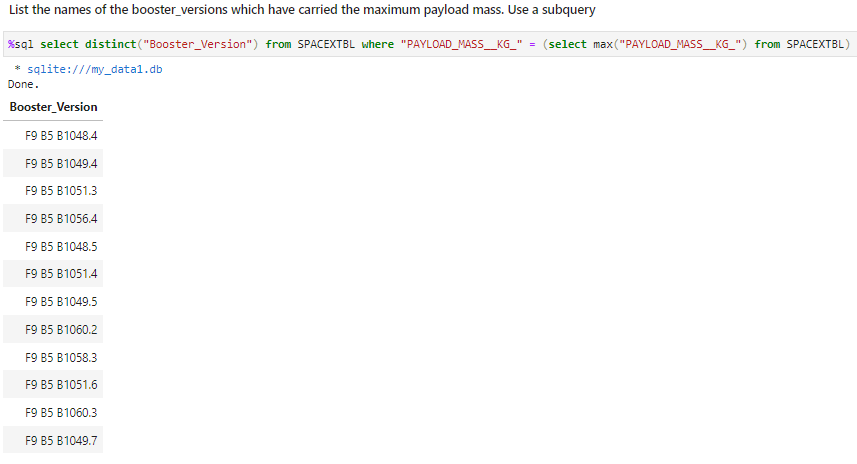 List the names of the booster_versions which have carried the maximum payload mass. Use a subquery
%sql select distinct("Booster_Version") from SPACEXTBL where "PAYLOAD_MASS__KG_" = (select max("PAYLOAD_MASS__KG_") from SPACEXTBL)
* sqlite:///my_data1.db
Done.
Booster_Version
F9 B5 B1048.4
F9 B5 B1049.4
F9 B5 B1051.3
F9 B5 B1056.4
F9 B5 B1048.5
F9 B5 B1051.4
F9 B5 B1049.5
F9 B5 B1060.2
F9 B5 B1058.3
F9 B5 B1051.6
F9 B5 B1060.3
F9 B5 B1049.7